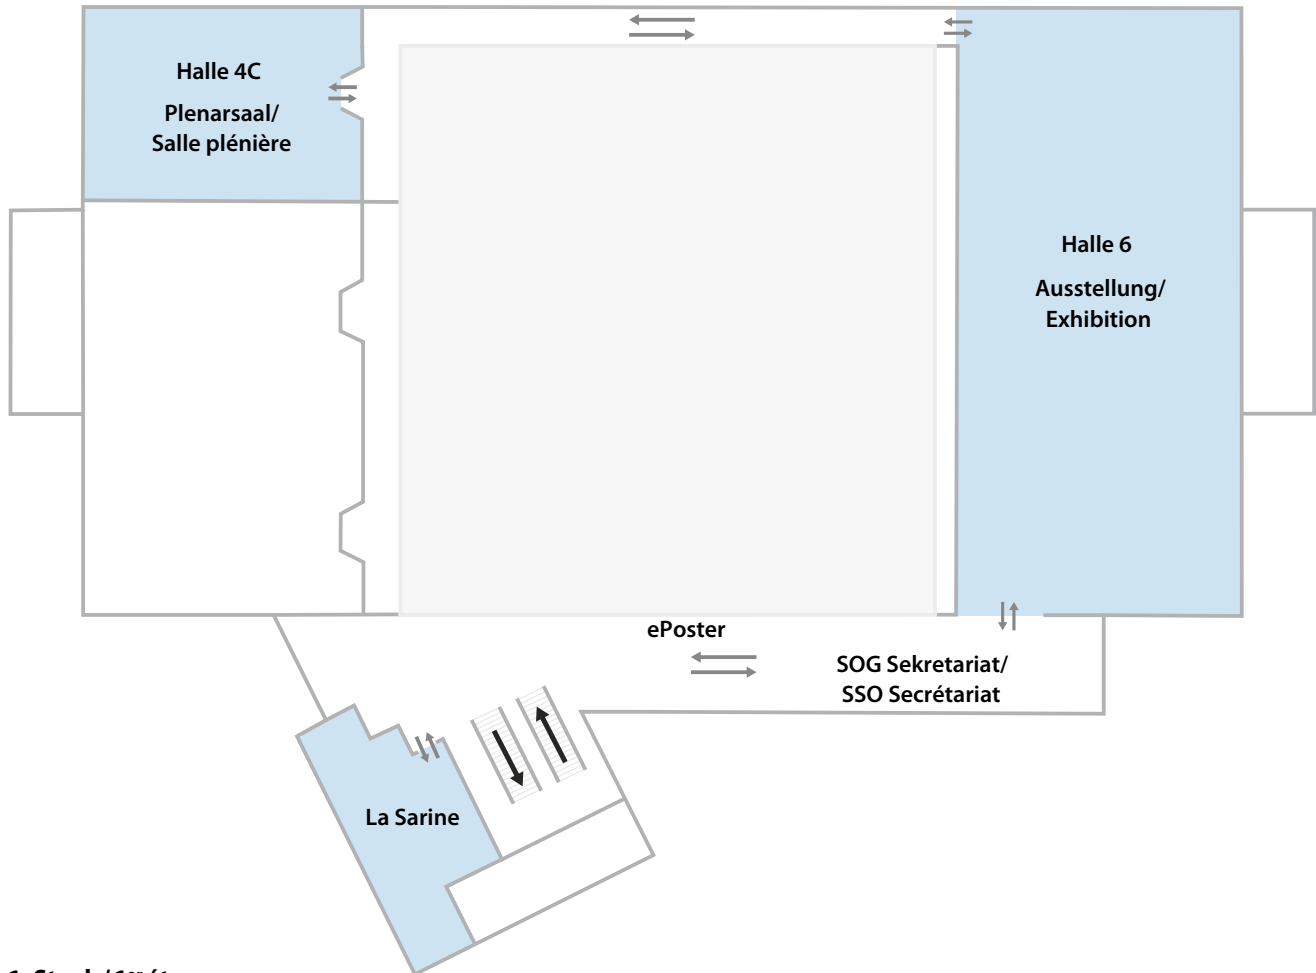 Halle 4C
Plenarsaal/
Salle plénière
Halle 6
Ausstellung/
Exhibition
ePoster
SOG Sekretariat/
SSO Secrétariat
La Sarine